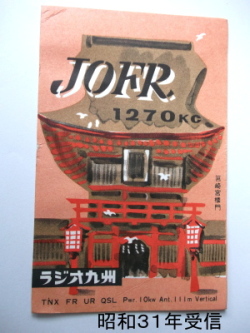 JOFR
1270KC
筥崎宮楼門
ラジオ九州
TNX FR UR QSL. Pwr. 10kw Ant. 111m Vertical
昭和31年受信